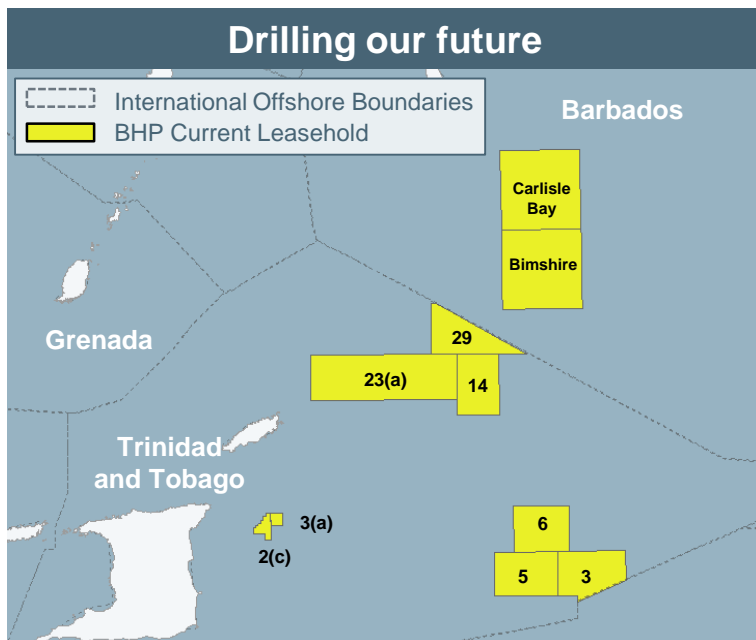 Drilling our future
International Offshore Boundaries
BHP Current Leasehold
Barbados
Carlisle
Bay
Bimshire
Grenada
29
23(a)
14
Trinidad
and Tobago
3(a)
2(c)
6
5
3